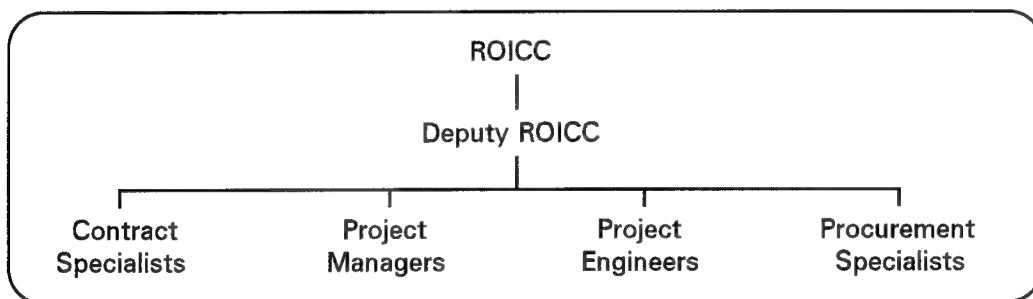 ROICC
Deputy ROICC
Contract
Specialists
Project
Managers
Project
Engineers
Procurement
Specialists